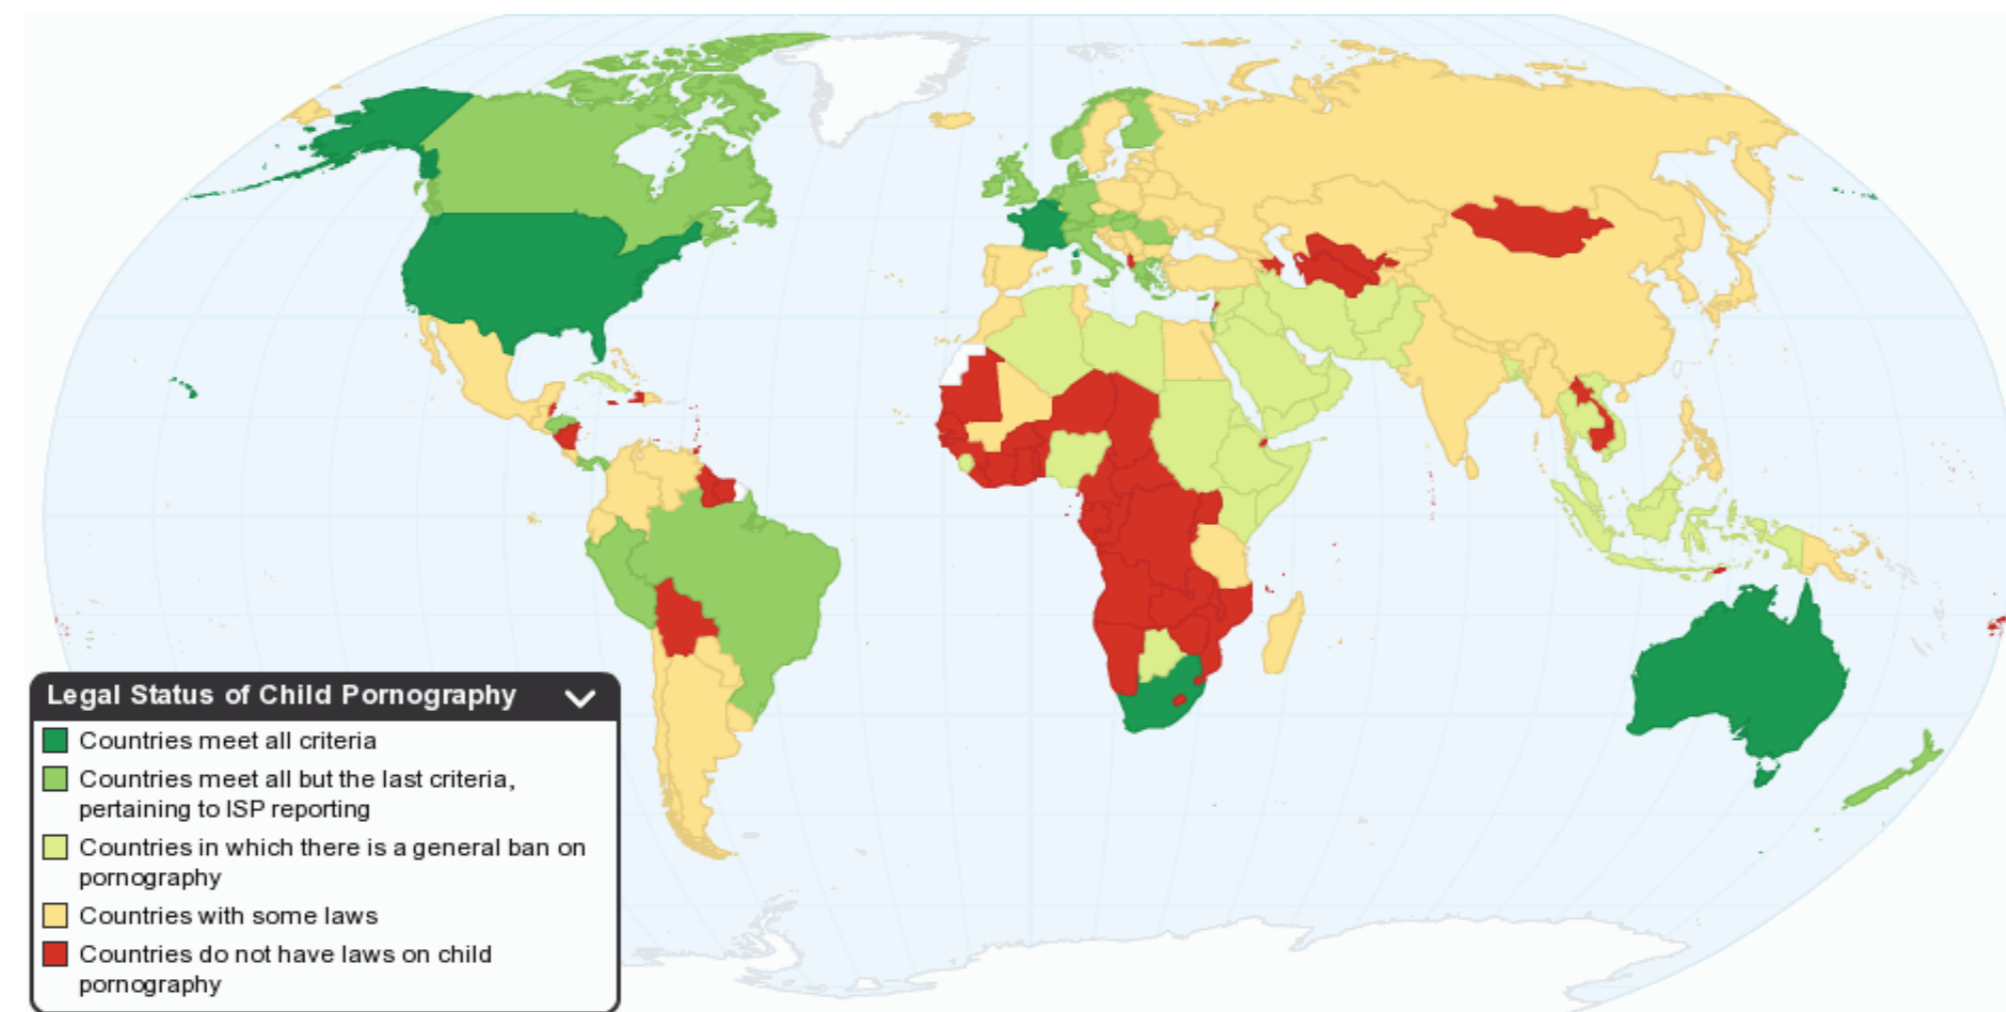 Legal Status of Child Pornography
Countries meet all criteria
Countries meet all but the last criteria,
pertaining to ISP reporting
Countries in which there is a general ban on
pornography
Countries with some laws
Countries do not have laws on child
pornography